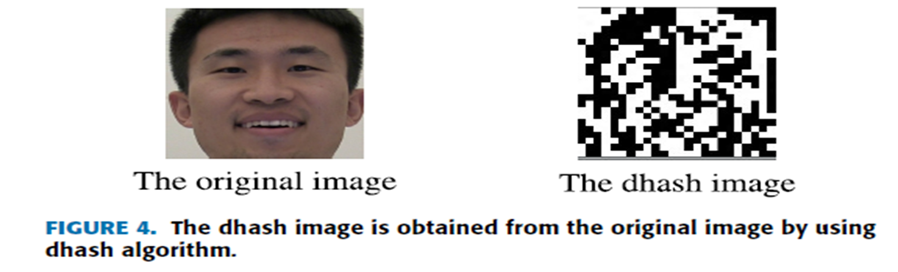 The original image
The dhash image
FIGURE 4. The dhash image is obtained from the original image by using
dhash algorithm.